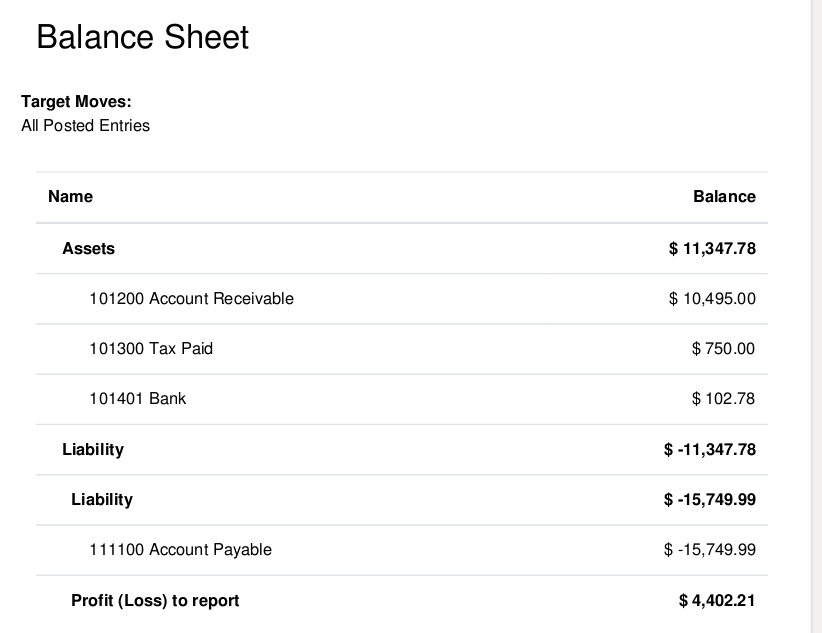 Balance Sheet
Target Moves:
All Posted Entries
Name Balance
Assets $ 11,347.78
101200 Account Receivable $ 10,495.00
101300 Tax Paid $ 750.00
101401 Bank $ 102.78
Liability $ -11,347.78
Liability $ -15,749.99
111100 Account Payable $ -15,749.99
Profit (Loss) to report $ 4,402.21